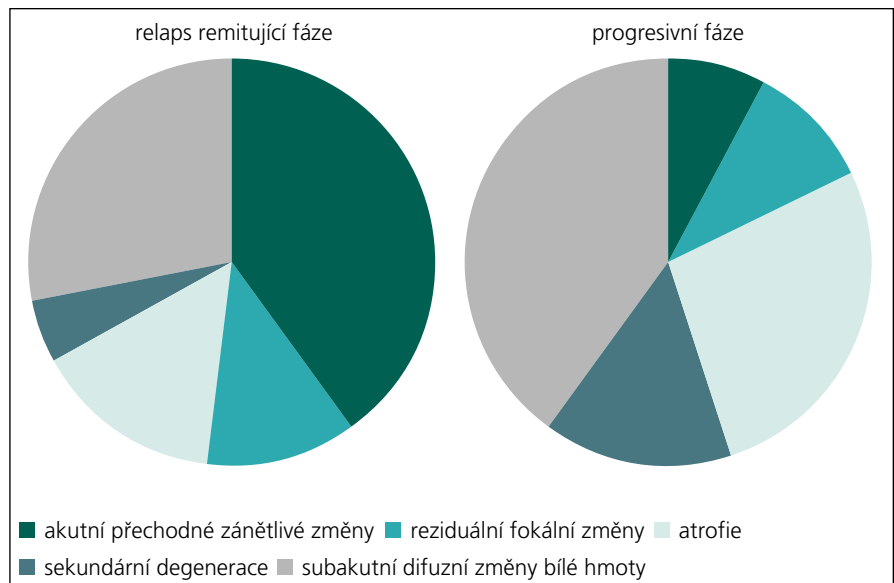 relaps remitující fáze
progresivní fáze
akutní přechodné zánětlivé změny
reziduální fokální změny
atrofie
sekundární degenerace
subakutní difuzní změny bílé hmoty